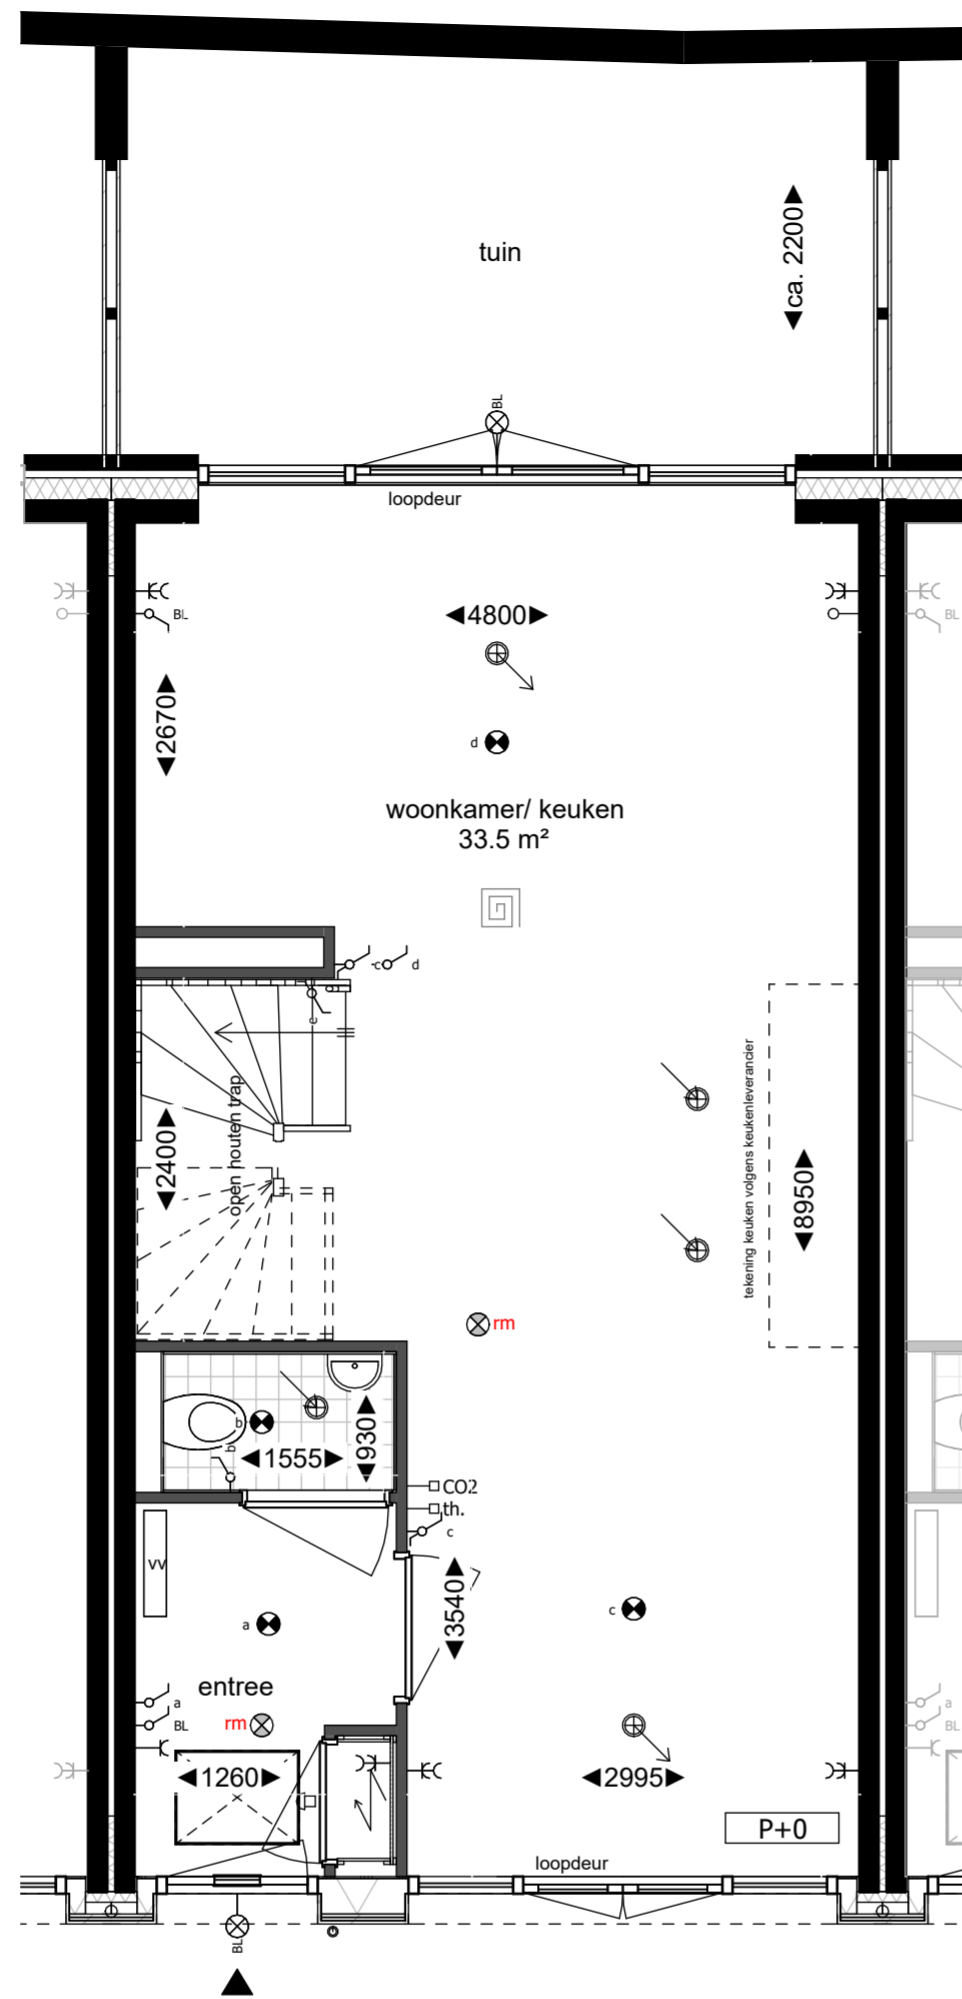 tuin
ca. 2200
BL
loopdeur
BL
BL
4800
2670
d
woonkamer/ keuken
33.5 m²
c
d
e
open houten trap
2400
tekening keuken volgens keukenleverancier
8950
rm
b
b
1555
930
CO2
th.
c
vv
3540
a
c
entree
a
a
rm
BL
BL
1260
2995
P+0
loopdeur
BL